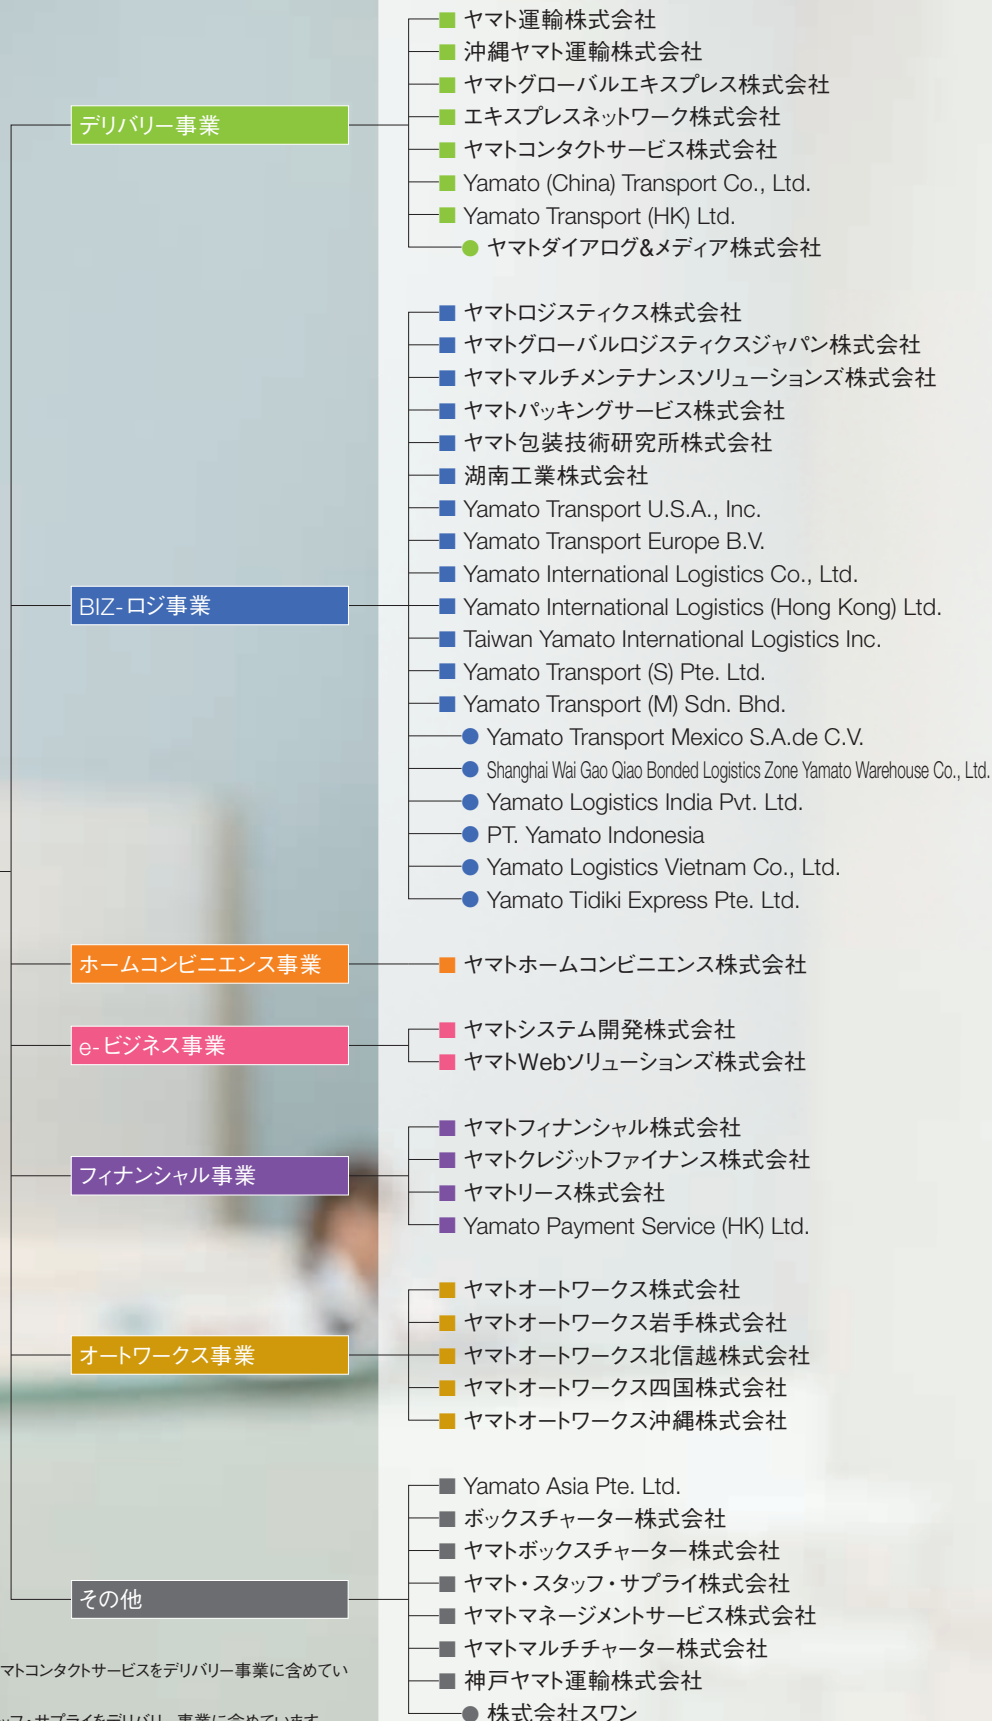 デリバリー事業
ヤマト運輸株式会社
沖縄ヤマト運輸株式会社
ヤマトグローバルエキスプレス株式会社
エキスプレスネットワーク株式会社
ヤマトコンタクトサービス株式会社
Yamato (China) Transport Co., Ltd.
Yamato Transport (HK) Ltd.
ヤマトダイアログ&メディア株式会社
BIZ-ロジ事業
ヤマトロジスティクス株式会社
ヤマトグローバルロジスティクスジャパン株式会社
ヤマトマルチメンテナンスソリューションズ株式会社
ヤマトパッキングサービス株式会社
ヤマト包装技術研究所株式会社
湖南工業株式会社
Yamato Transport U.S.A., Inc.
Yamato Transport Europe B.V.
Yamato International Logistics Co., Ltd.
Yamato International Logistics (Hong Kong) Ltd.
Taiwan Yamato International Logistics Inc.
Yamato Transport (S) Pte. Ltd.
Yamato Transport (M) Sdn. Bhd.
Yamato Transport Mexico S.A.de C.V.
Shanghai Wai Gao Qiao Bonded Logistics Zone Yamato Warehouse Co., Ltd.
Yamato Logistics India Pvt. Ltd.
PT. Yamato Indonesia
Yamato Logistics Vietnam Co., Ltd.
Yamato Tidiki Express Pte. Ltd.
ホームコンビニエンス事業
ヤマトホームコンビニエンス株式会社
e-ビジネス事業
ヤマトシステム開発株式会社
ヤマトWebソリューションズ株式会社
フィナンシャル事業
ヤマトフィナンシャル株式会社
ヤマトクレジットファイナンス株式会社
ヤマトリース株式会社
Yamato Payment Service (HK) Ltd.
オートワークス事業
ヤマトオートワークス株式会社
ヤマトオートワークス岩手株式会社
ヤマトオートワークス北信越株式会社
ヤマトオートワークス四国株式会社
ヤマトオートワークス沖縄株式会社
その他
Yamato Asia Pte. Ltd.
ボックスチャーター株式会社
ヤマトボックスチャーター株式会社
ヤマト・スタッフ・サプライ株式会社
ヤマトマネージメントサービス株式会社
ヤマトマルチチャーター株式会社
神戸ヤマト運輸株式会社
株式会社スワン
マトコンタクトサービスをデリバリー事業に含めてい
ッフ・サプライをデリバリー事業に含めています